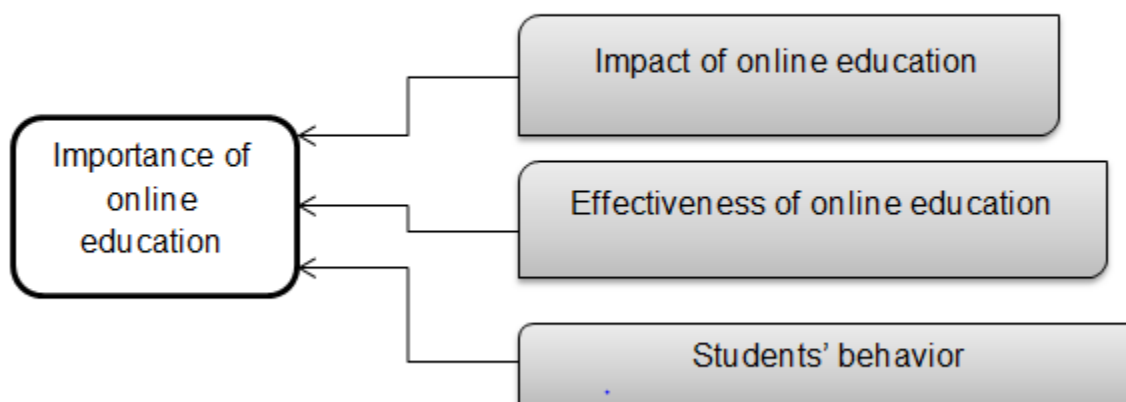 Impact of online education
Importance of
online
education
Effectiveness of online education
Students’ behavior